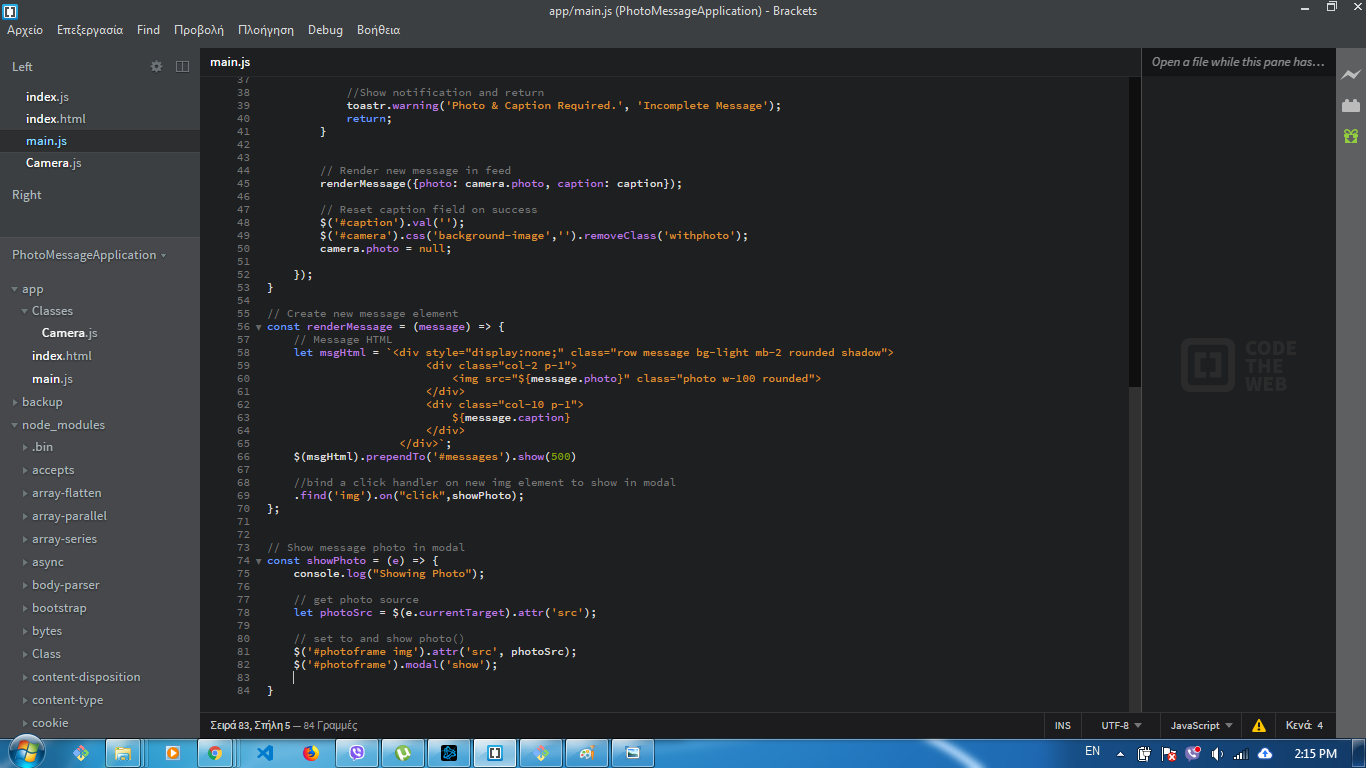 app/main.js (PhotoMessageApplication) - Brackets
Αρχείο Επεξεργασία Find Προβολή Πλοήγηση Debug Βοήθεια
Left
index.js
index.html
main.js
Camera.js
Right
PhotoMessageApplication
app
Classes
Camera.js
index.html
main.js
backup
node_modules
.bin
accepts
array-flatten
array-parallel
array-series
async
body-parser
bootstrap
bytes
Class
content-disposition
content-type
cookie
main.js
37
38 //Show notification and return
39 toastr.warning('Photo & Caption Required.', 'Incomplete Message');
40 return;
41 }
42
43
44 // Render new message in feed
45 renderMessage({photo: camera.photo, caption: caption});
46
47 // Reset caption field on success
48 $('#caption').val('');
49 $('#camera').css('background-image','').removeClass('withphoto');
50 camera.photo = null;
51
52 });
53 }
54
55 // Create new message element
56 const renderMessage = (message) => {
57 // Message HTML
58 let msgHtml = `<div style="display:none;" class="row message bg-light mb-2 rounded shadow">
59 <div class="col-2 p-1">
60 <img src="${message.photo}" class="photo w-100 rounded">
61 </div>
62 <div class="col-10 p-1">
63 ${message.caption}
64 </div>
65 </div>`;
66 $(msgHtml).prependTo('#messages').show(500)
67
68 //bind a click handler on new img element to show in modal
69 .find('img').on("click",showPhoto);
70 };
71
72
73 // Show message photo in modal
74 const showPhoto = (e) => {
75 console.log("Showing Photo");
76
77 // get photo source
78 let photoSrc = $(e.currentTarget).attr('src');
79
80 // set to and show photo()
81 $('#photoframe img').attr('src', photoSrc);
82 $('#photoframe').modal('show');
83
84 }
Open a file while this pane has...
CODE
THE
WEB
Σειρά 83, Στήλη 5 — 84 Γραμμές
INS UTF-8 JavaScript Κενά: 4
EN 2:15 PM